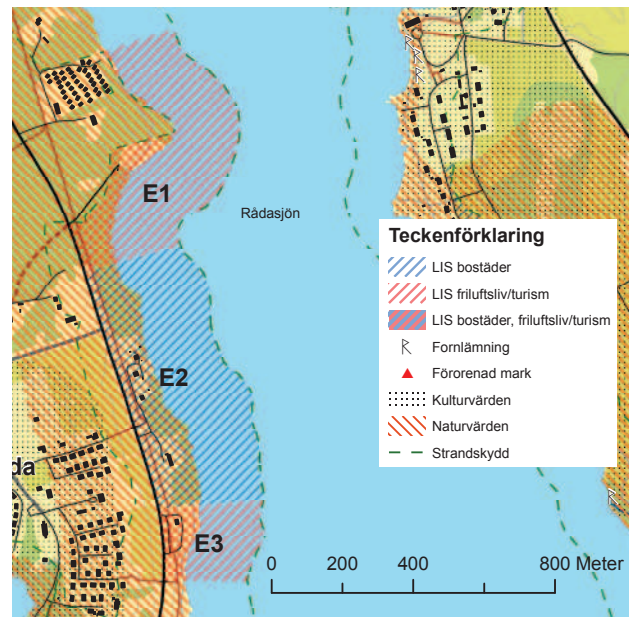 E1
Rådasjön
Teckenförklaring
LIS bostäder
LIS friluftsliv/turism
LIS bostäder, friluftsliv/turism
Fornlämning
Förorenad mark
Kulturvärden
Naturvärden
Strandskydd
E2
da
E3
0 200 400 800 Meter